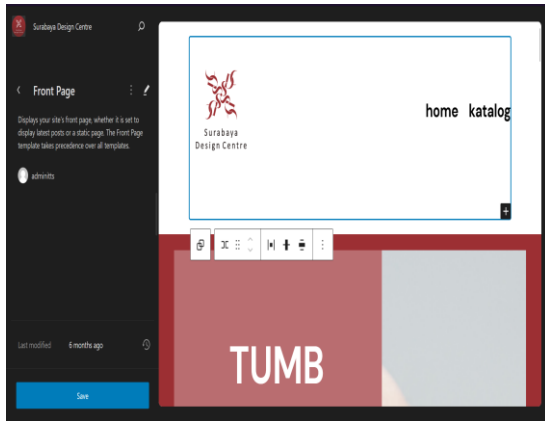 Surabaya Design Centre
Front Page
Displays your site's front page, whether it is set to
display latest posts or a static page. The Front Page
template takes precedence over all templates.
adminitts
Last modified 6 months ago
Save
Surabaya
Design Centre
home katalog
TUMB